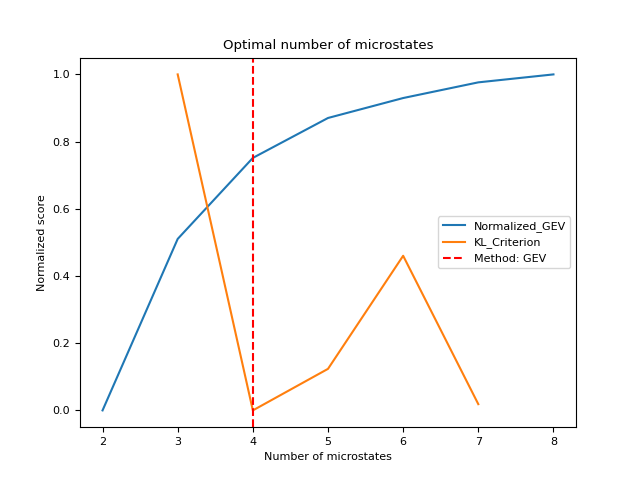 Optimal number of microstates
1.0
0.8
0.6
0.4
0.2
0.0
Normalized score
Normalized_GEV
KL_Criterion
Method: GEV
2 3 4 5 6 7 8
Number of microstates